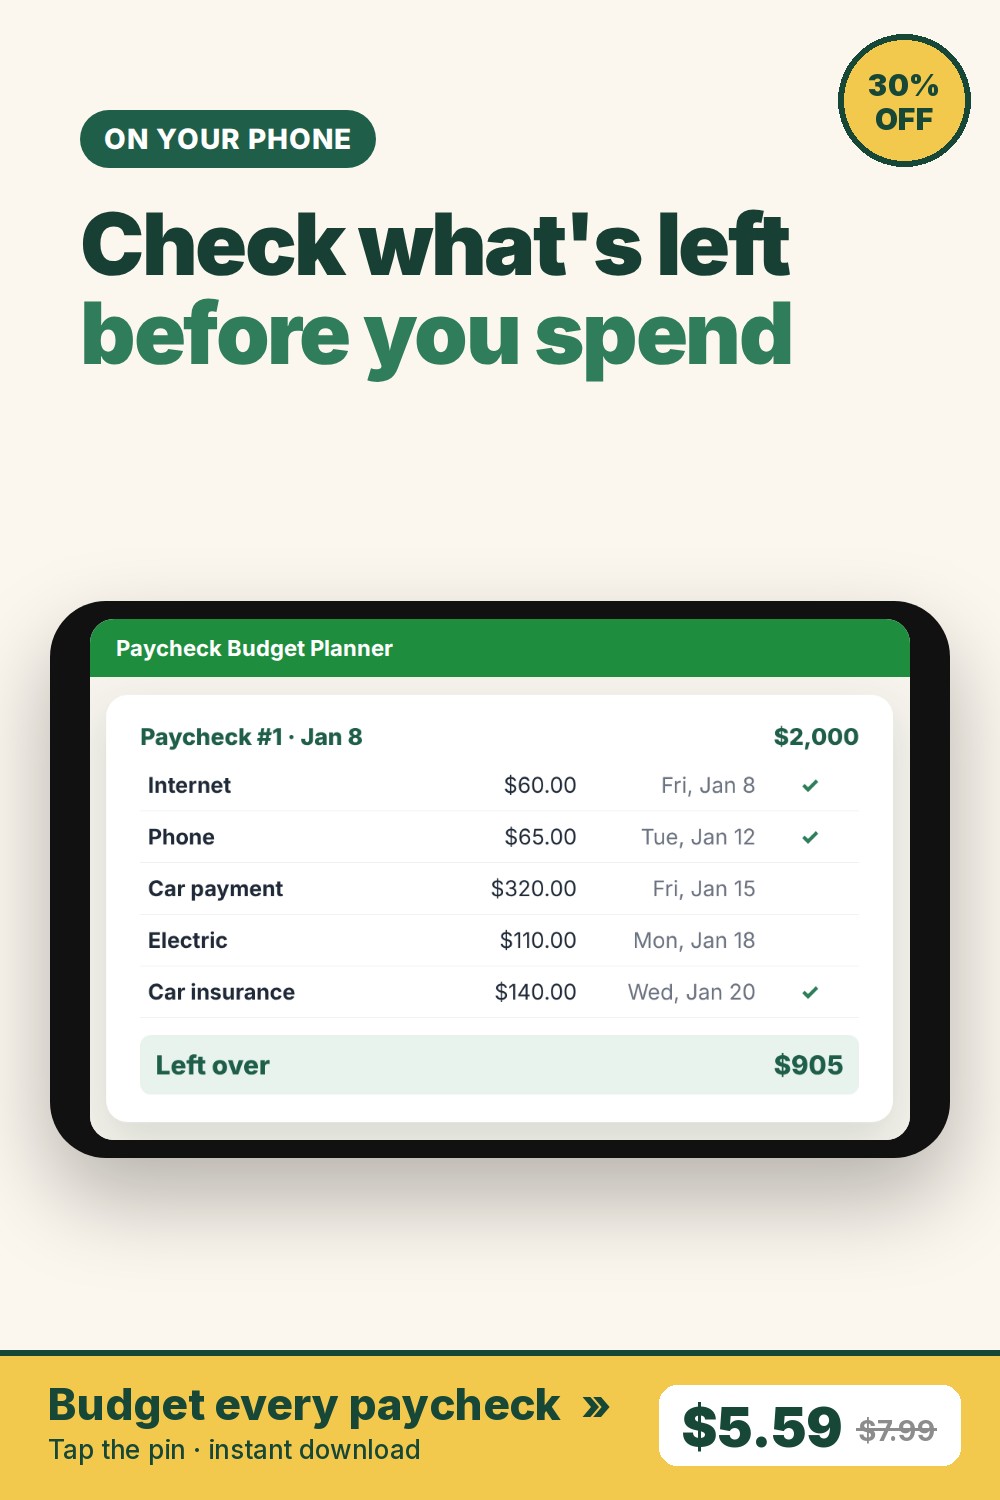 30%
OFF
ON YOUR PHONE
Check what's left
before you spend
Paycheck Budget Planner
Paycheck #1 · Jan 8 $2,000
Internet $60.00 Fri, Jan 8 ✓
Phone $65.00 Tue, Jan 12 ✓
Car payment $320.00 Fri, Jan 15
Electric $110.00 Mon, Jan 18
Car insurance $140.00 Wed, Jan 20 ✓
Left over $905
Budget every paycheck »
Tap the pin · instant download
$5.59 $7.99